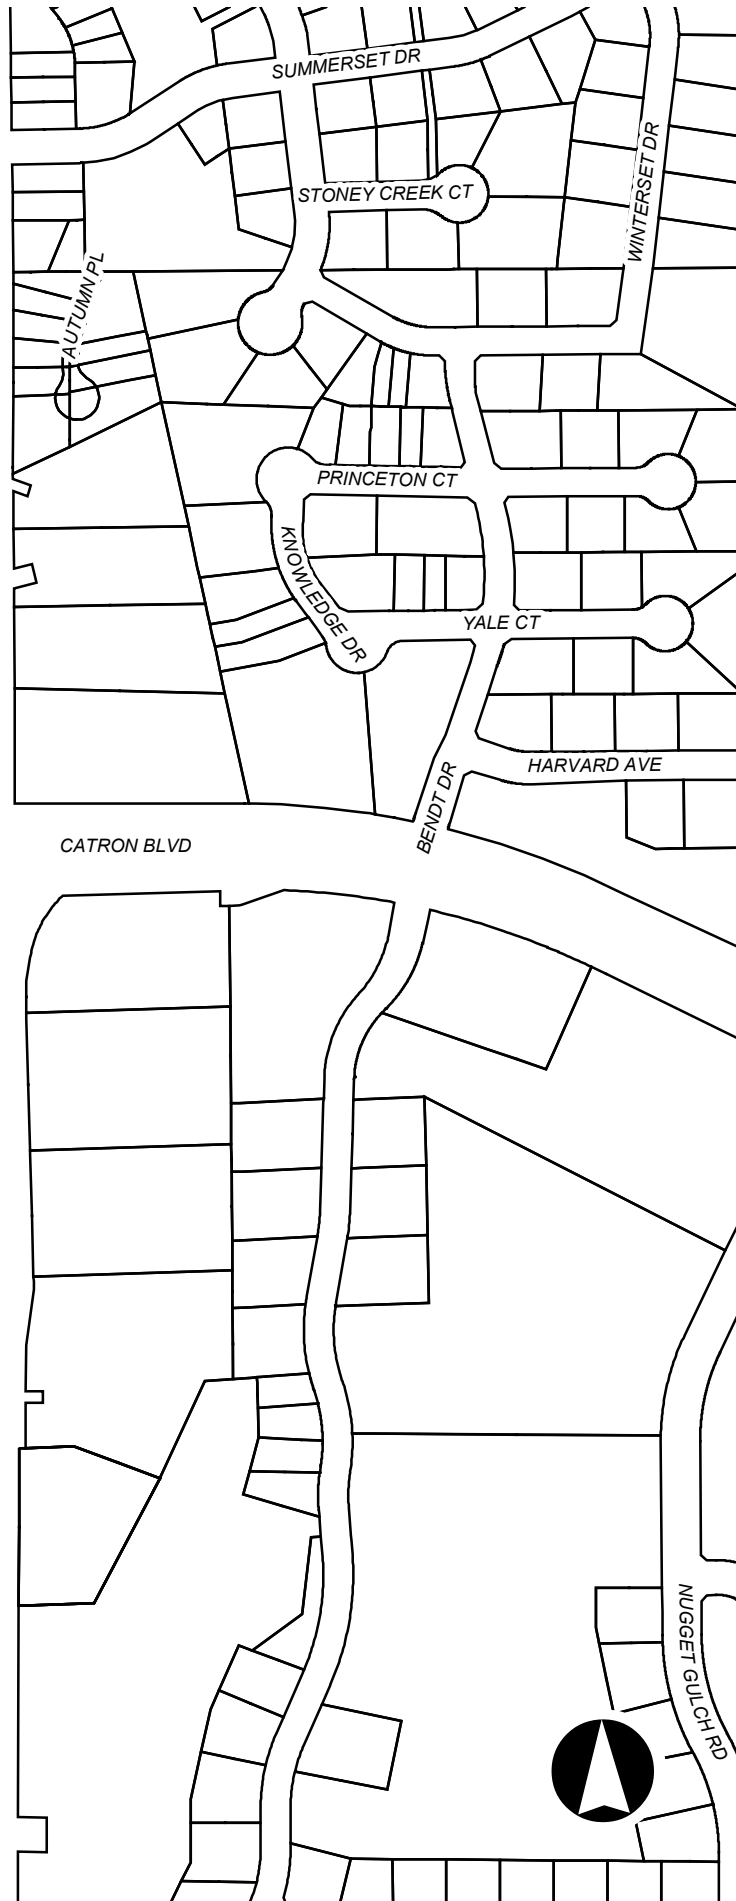 SUMMERSET DR
WINTERSET DR
STONEY CREEK CT
AUTUMN PL
PRINCETON CT
KNOWLEDGE DR
YALE CT
HARVARD AVE
BENDT DR
CATRON BLVD
NUGGET GULCH RD